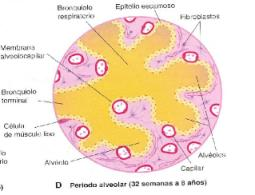 Epitelio escamoso
Bronquiolo
respiratorio
Fibroblastos
Membrana
alveolocapilar
Bronquiolo
terminal
Célula
de músculo liso
Alvéolo
Alvéolos
Capilar
D Periodo alveolar (32 semanas a 8 años)